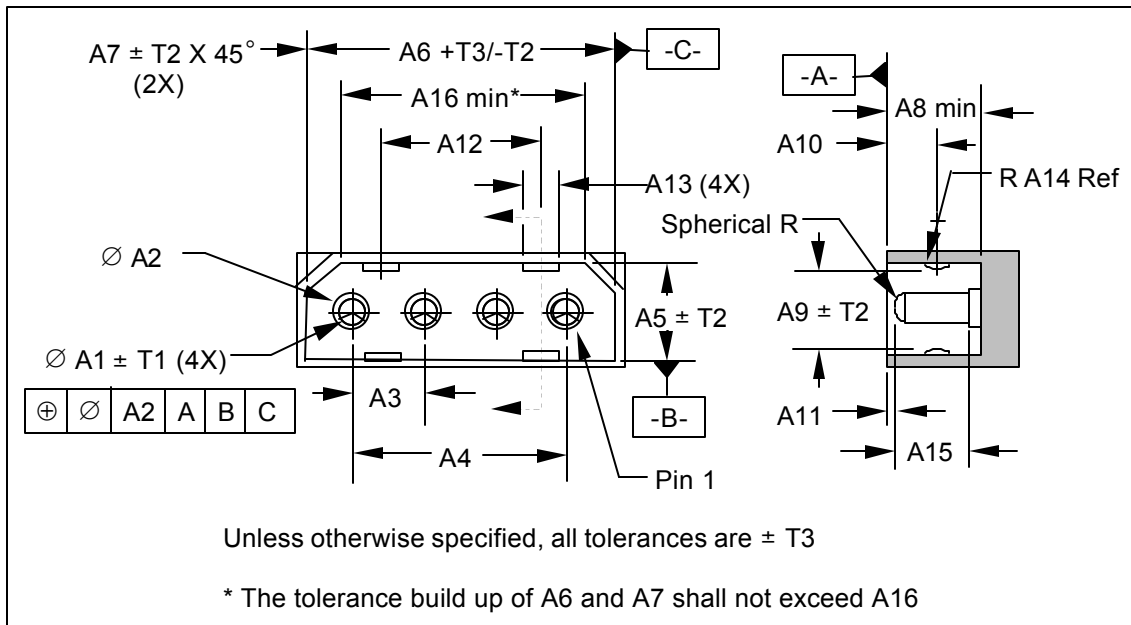 A7 ± T2 X 45°
(2X)
A6 +T3/-T2
-C-
A16 min*
A12
A13 (4X)
-A-
A8 min
A10
R A14 Ref
Spherical R
∅ A2
A5 ± T2
A9 ± T2
∅ A1 ± T1 (4X)
⊕ ∅ A2 A B C
A3
-B-
A11
A4
A15
Pin 1
Unless otherwise specified, all tolerances are ± T3
* The tolerance build up of A6 and A7 shall not exceed A16